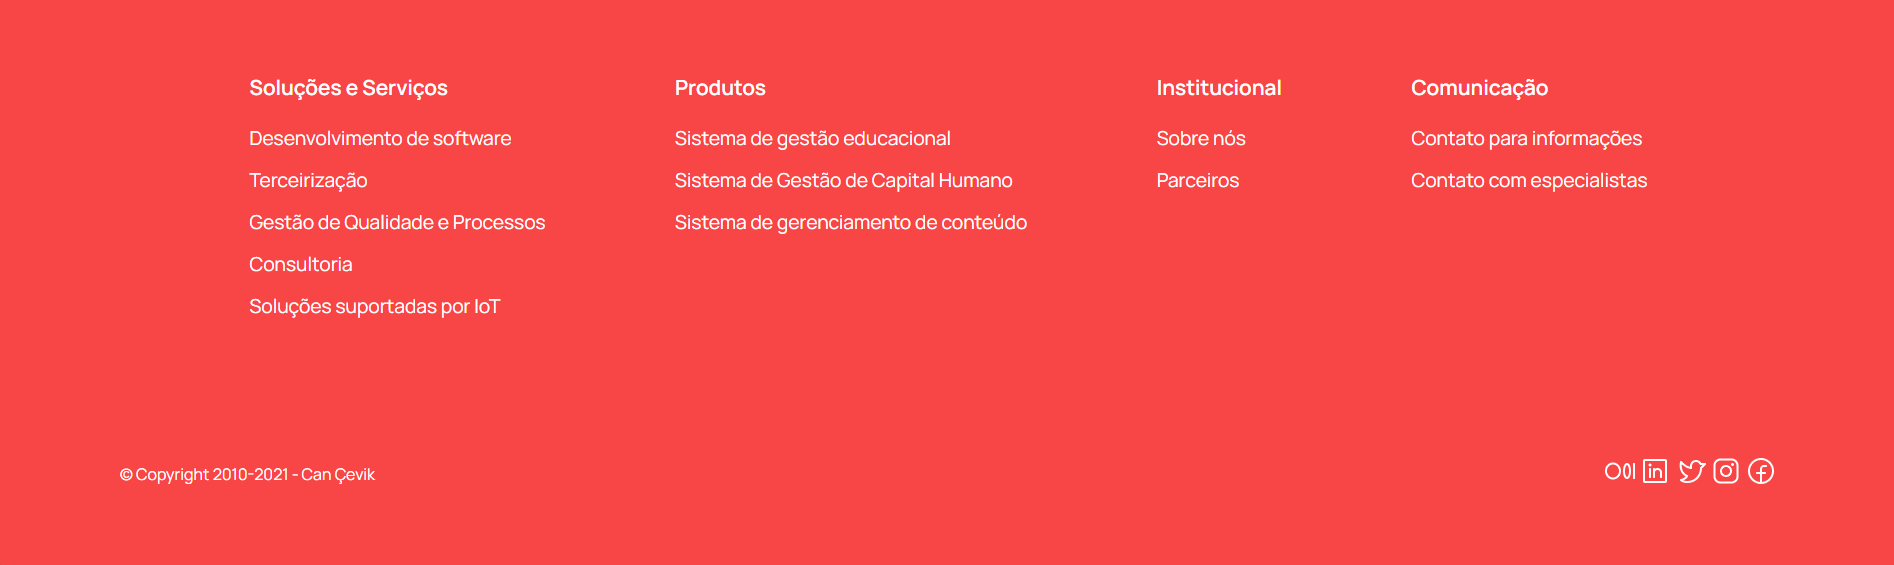 Soluções e Serviços
Desenvolvimento de software
Terceirização
Gestão de Qualidade e Processos
Consultoria
Soluções suportadas por IoT
Produtos
Sistema de gestão educacional
Sistema de Gestão de Capital Humano
Sistema de gerenciamento de conteúdo
Institucional
Sobre nós
Parceiros
Comunicação
Contato para informações
Contato com especialistas
© Copyright 2010-2021 - Can Çevik